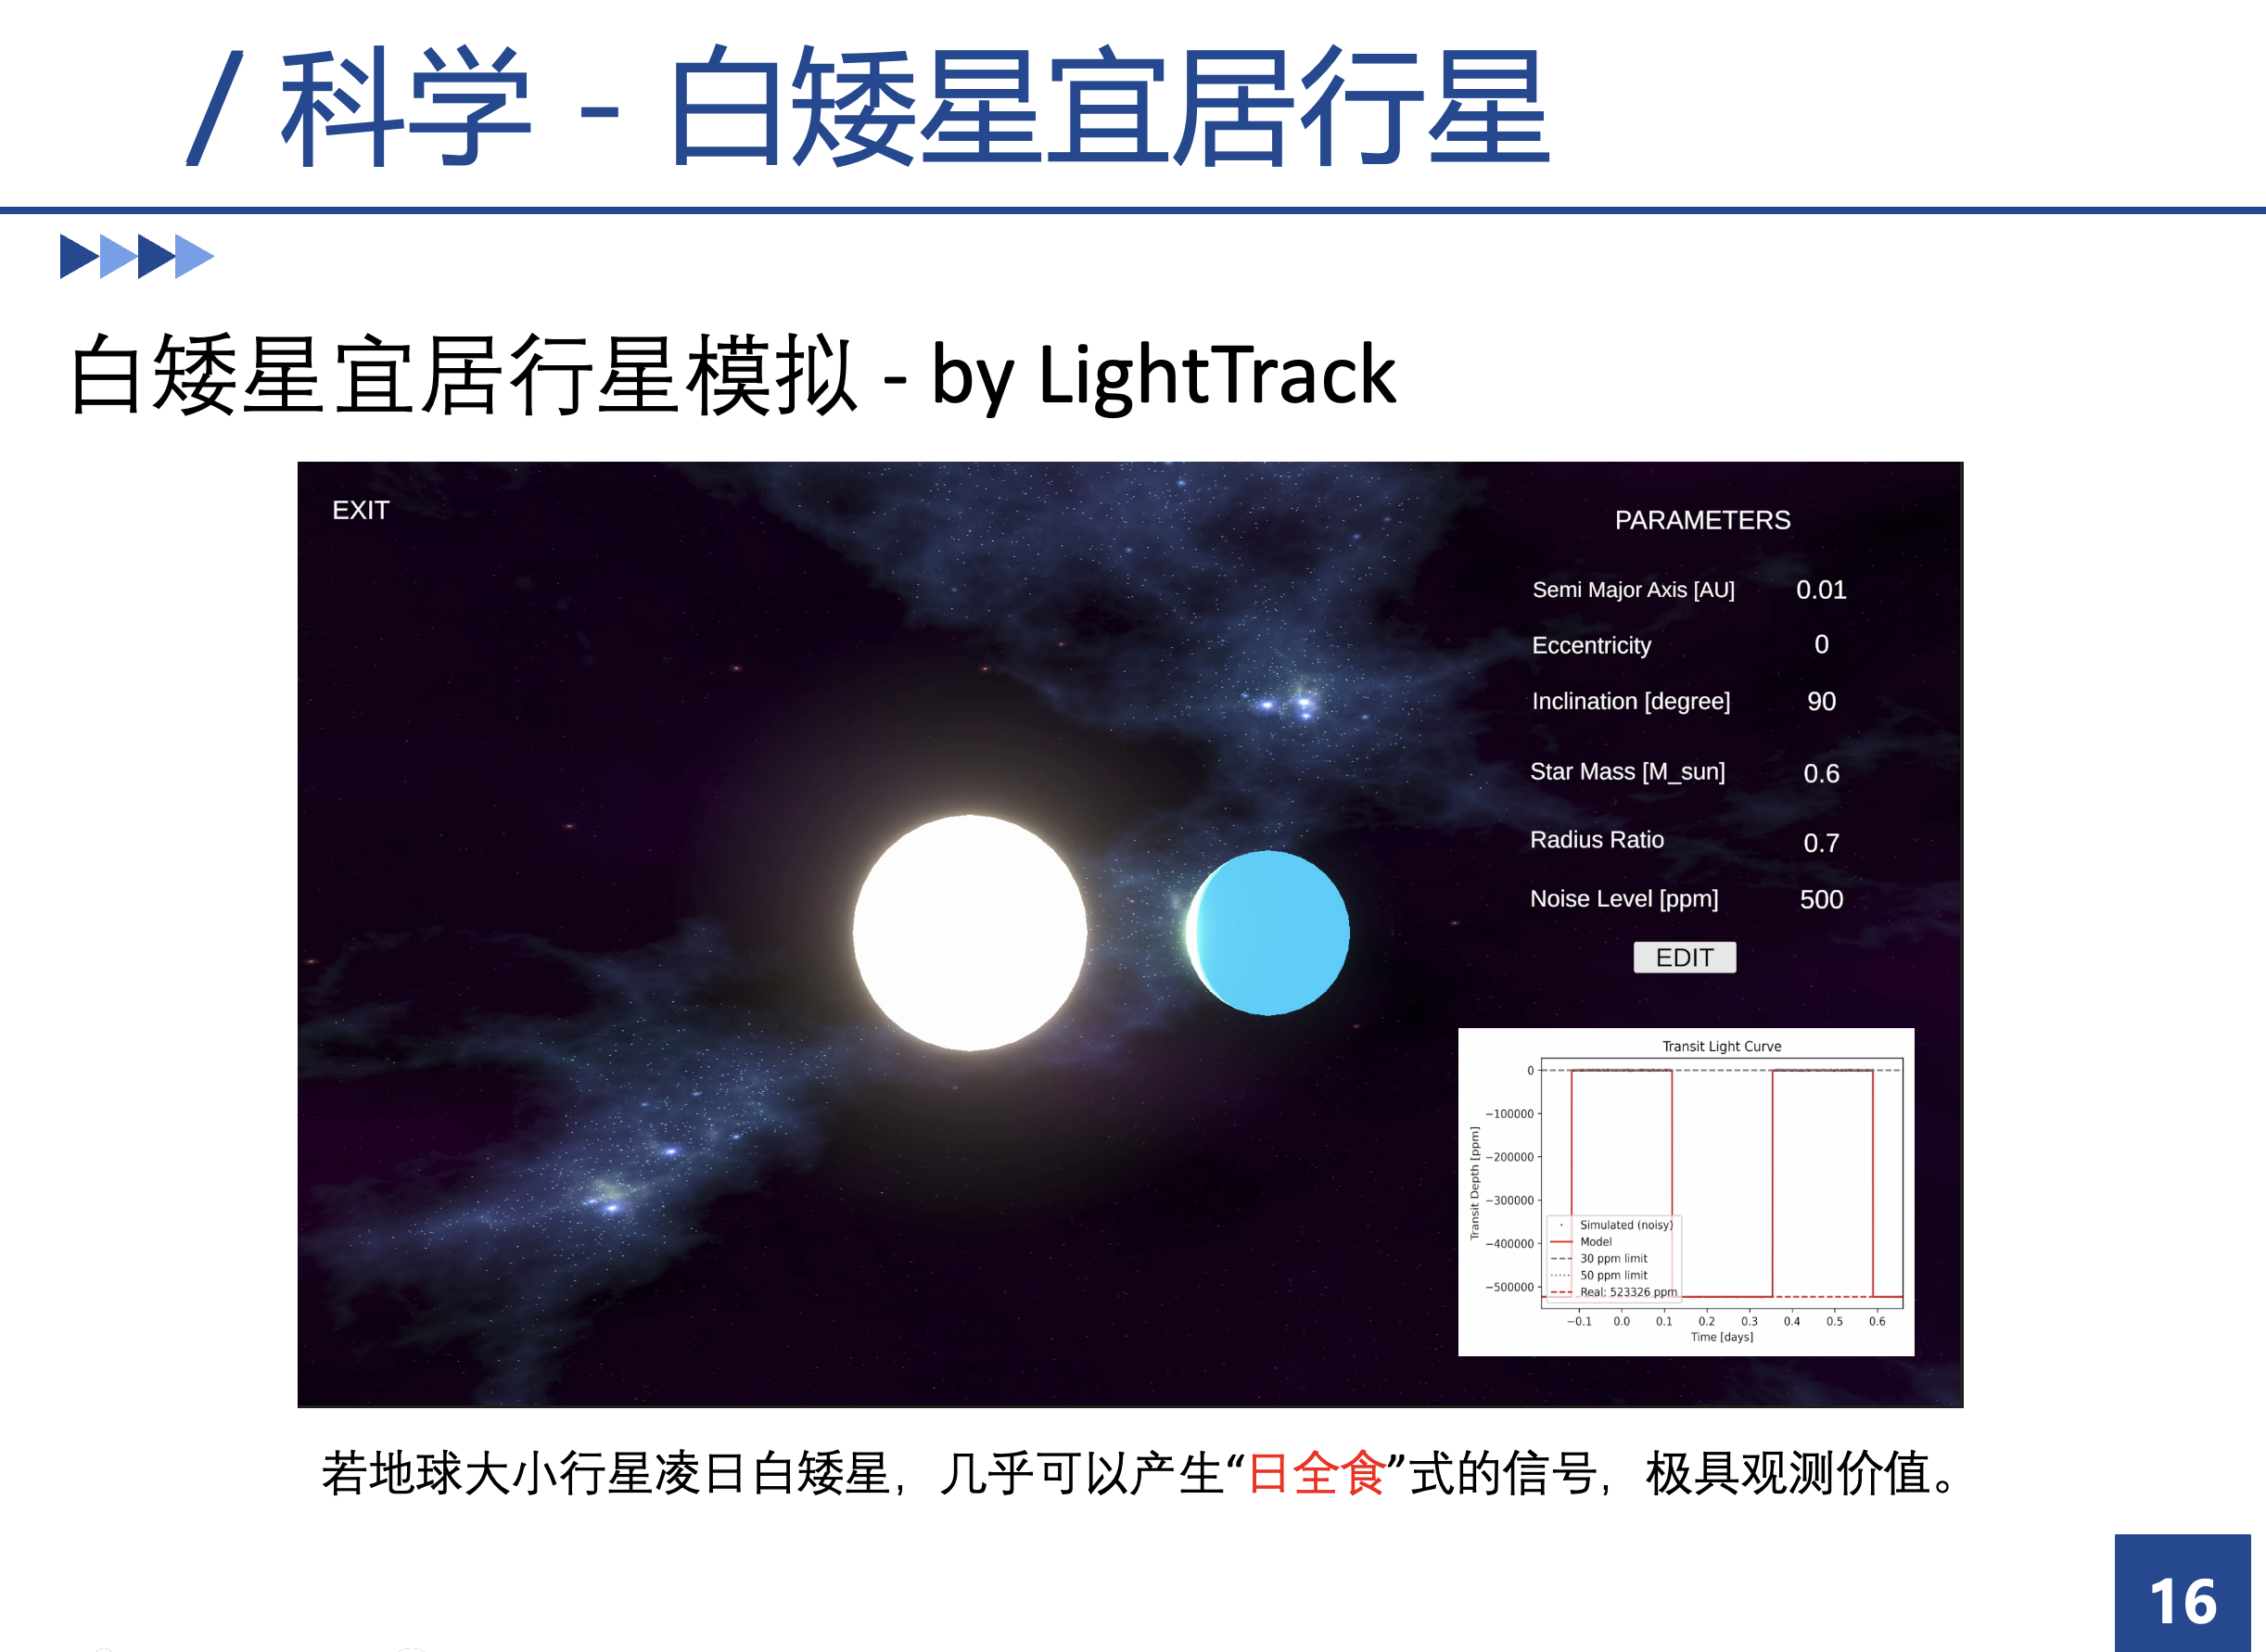 / 科学 - 白矮星宜居行星
白矮星宜居行星模拟 - by LightTrack
EXIT
PARAMETERS
Semi Major Axis [AU] 0.01
Eccentricity 0
Inclination [degree] 90
Star Mass [M_sun] 0.6
Radius Ratio 0.7
Noise Level [ppm] 500
EDIT
Transit Light Curve
Transit Depth [ppm]
0
−100000
−200000
−300000
−400000
−500000
Simulated (noisy)
Model
30 ppm limit
50 ppm limit
Real: 523326 ppm
−0.1 0.0 0.1 0.2 0.3 0.4 0.5 0.6
Time [days]
若地球大小行星凌日白矮星，几乎可以产生“日全食”式的信号，极具观测价值。
16